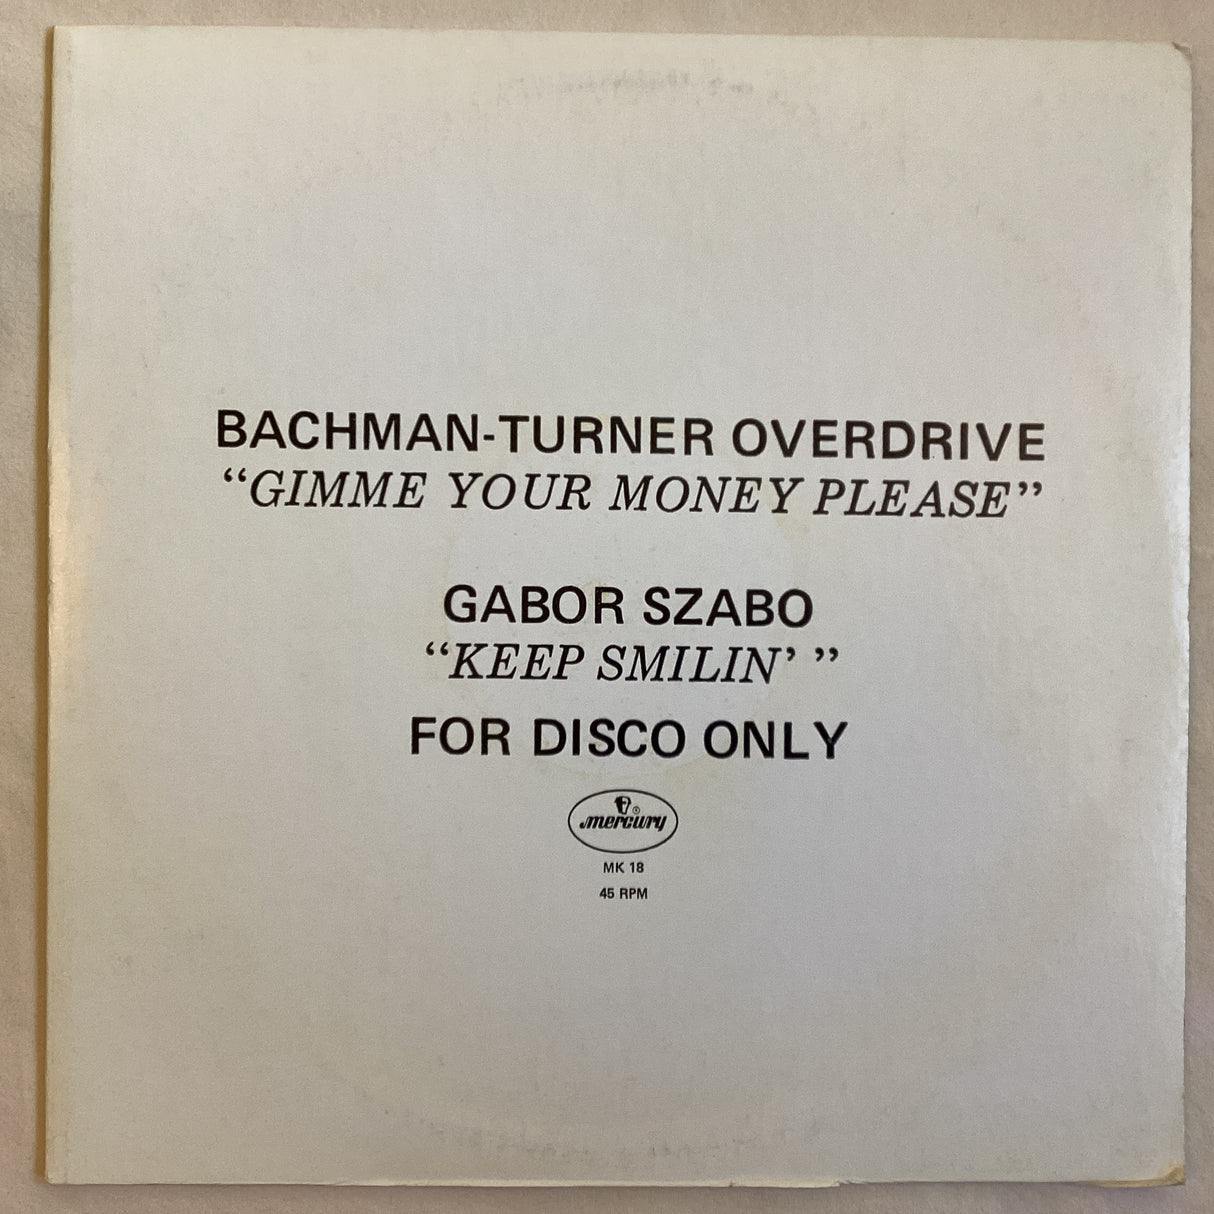 BACHMAN-TURNER OVERDRIVE
“GIMME YOUR MONEY PLEASE”
GABOR SZABO
“KEEP SMILIN’ ”
FOR DISCO ONLY
®
mercury
MK 18
45 RPM